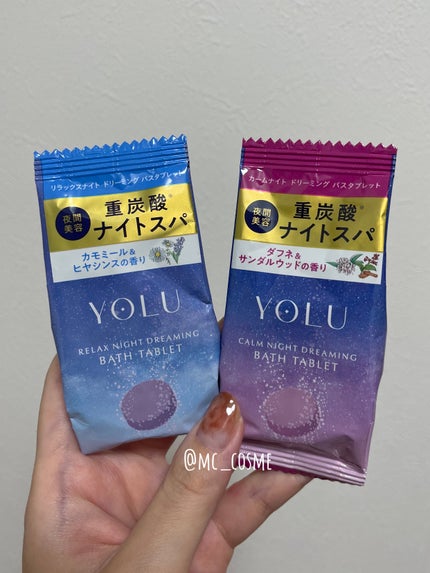 リラックスナイト ドリーミング バスタブレット
夜間
美容
重炭酸※
ナイトスパ
カモミール&
ヒヤシンスの香り
YOLU
RELAX NIGHT DREAMING
BATH TABLET
カームナイト ドリーミング バスタブレット
夜間
美容
重炭酸※
ナイトスパ
ダフネ&
サンダルウッドの香り
YOLU
CALM NIGHT DREAMING
BATH TABLET
@MC_COSME